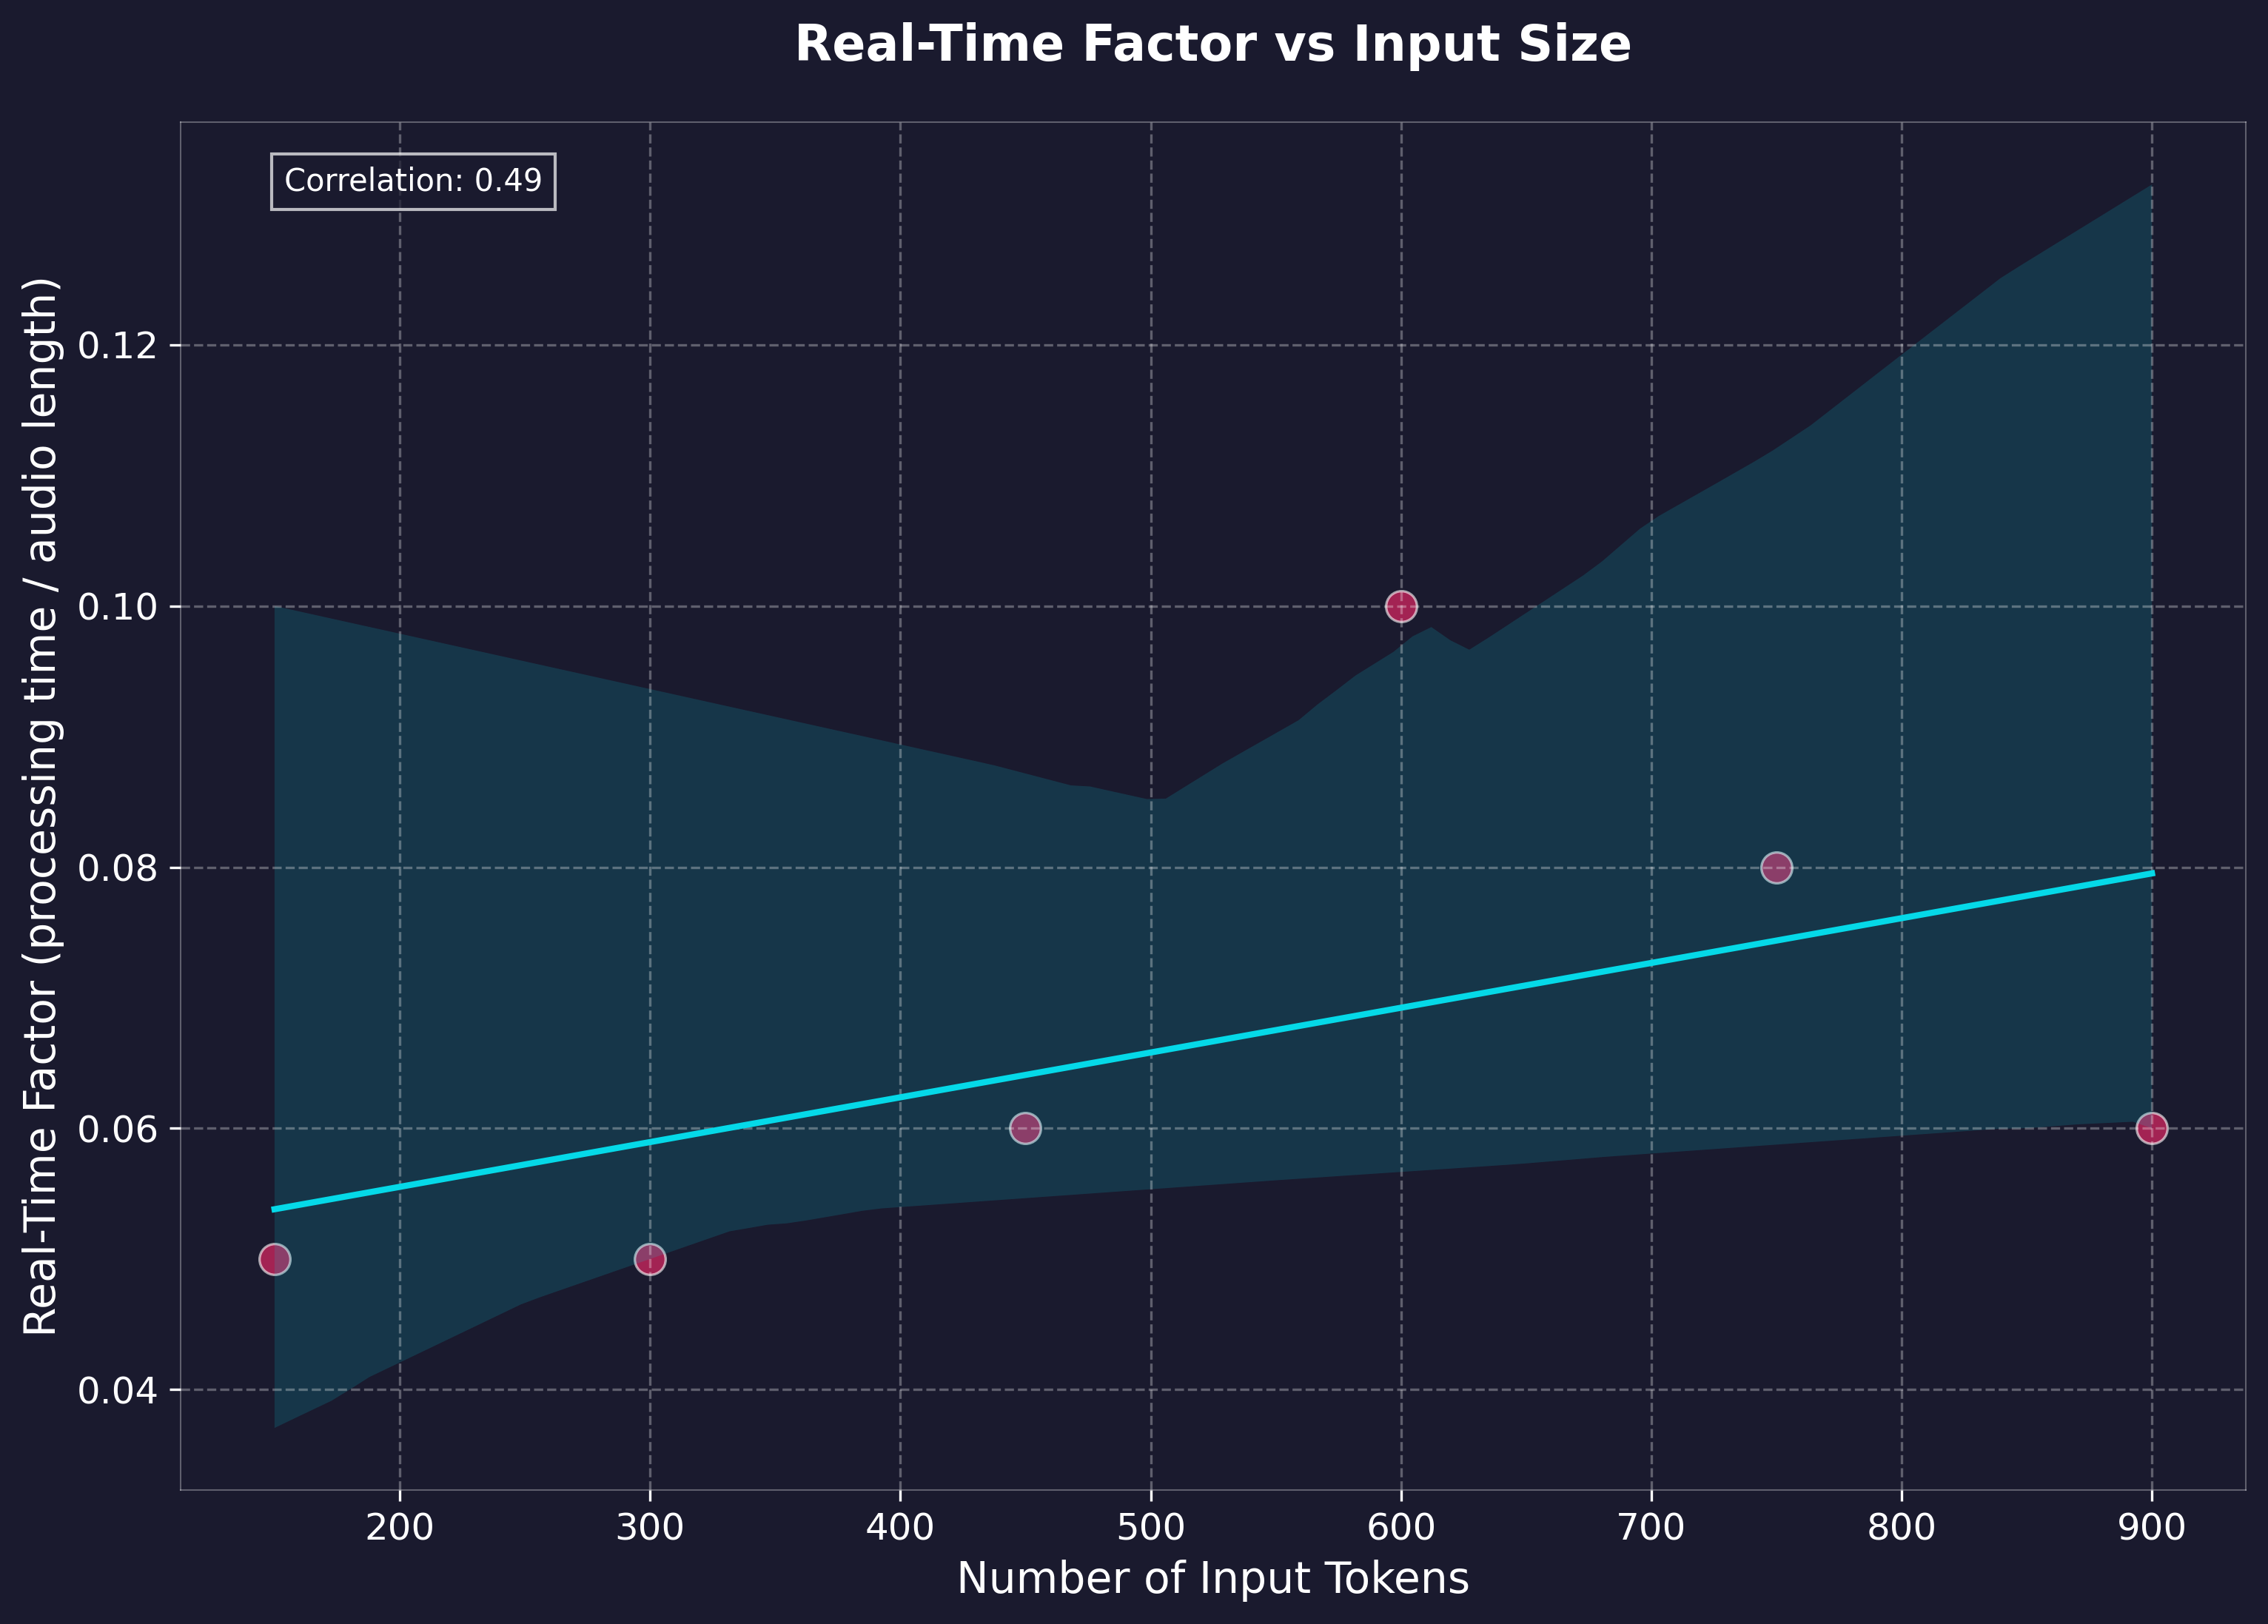 Real-Time Factor vs Input Size
Correlation: 0.49
Real-Time Factor (processing time / audio length)
0.12
0.10
0.08
0.06
0.04
200 300 400 500 600 700 800 900
Number of Input Tokens